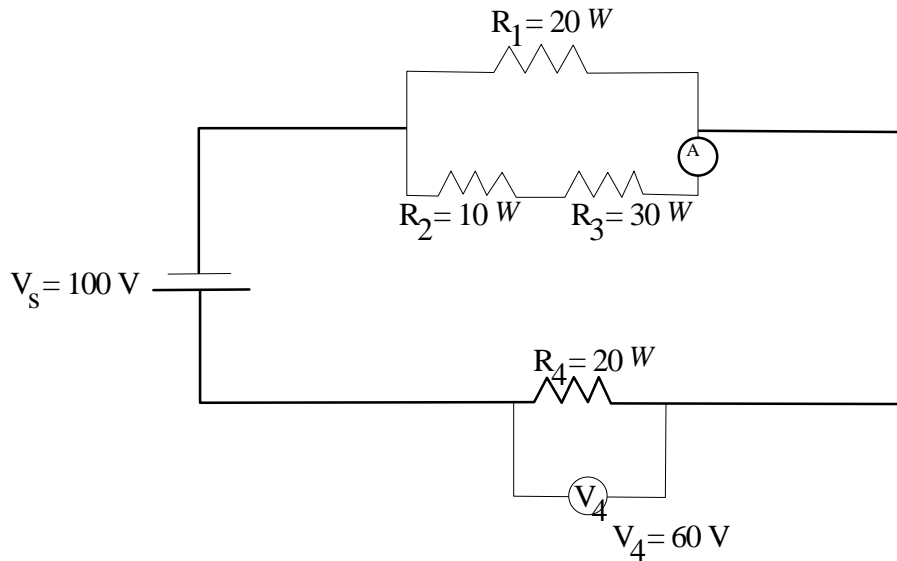 R1 = 20 W
A
R2 = 10 W
R3 = 30 W
Vs = 100 V
R4 = 20 W
V4
V4 = 60 V